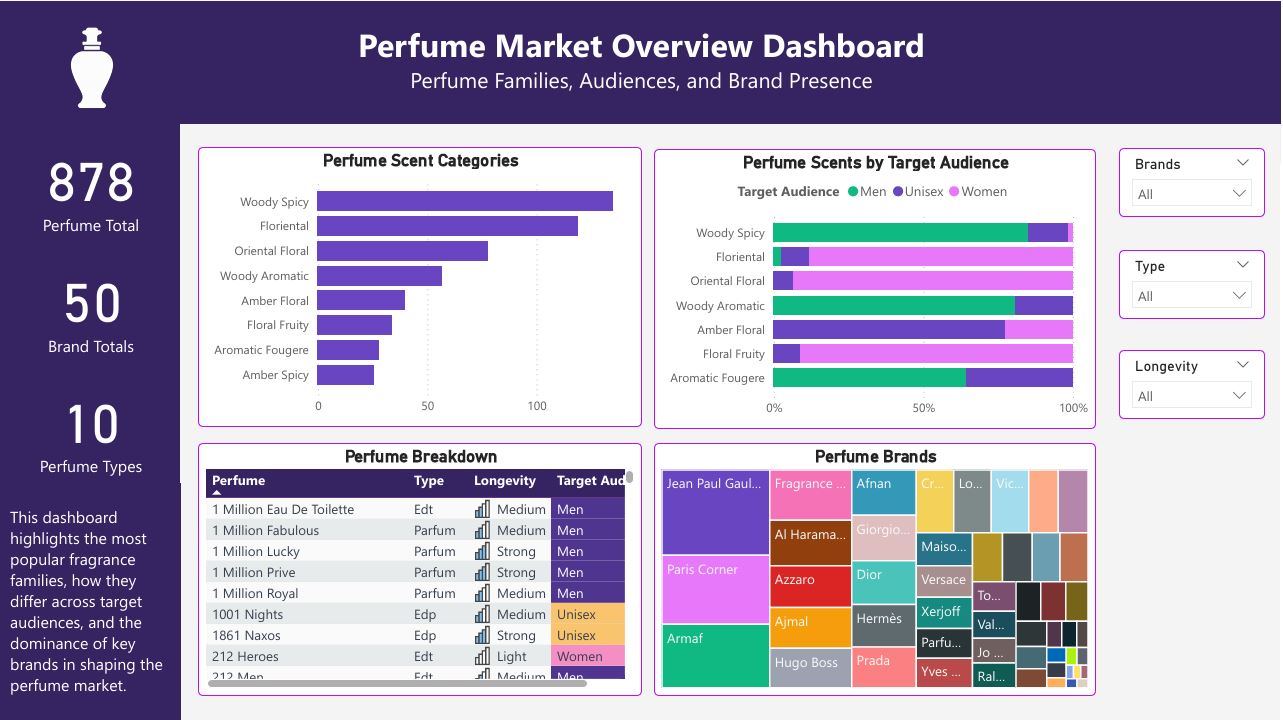 Perfume Market Overview Dashboard
Perfume Families, Audiences, and Brand Presence
878
Perfume Total
50
Brand Totals
10
Perfume Types
This dashboard
highlights the most
popular fragrance
families, how they
differ across target
audiences, and the
dominance of key
brands in shaping the
perfume market.
Perfume Scent Categories
Woody Spicy
Floriental
Oriental Floral
Woody Aromatic
Amber Floral
Floral Fruity
Aromatic Fougere
Amber Spicy
0 50 100
Perfume Scents by Target Audience
Target Audience Men Unisex Women
Woody Spicy
Floriental
Oriental Floral
Woody Aromatic
Amber Floral
Floral Fruity
Aromatic Fougere
0% 50% 100%
Brands
All
Type
All
Longevity
All
Perfume Breakdown
Perfume Type Longevity Target Aud
1 Million Eau De Toilette Edt Medium Men
1 Million Fabulous Parfum Medium Men
1 Million Lucky Parfum Strong Men
1 Million Prive Parfum Strong Men
1 Million Royal Parfum Medium Men
1001 Nights Edp Medium Unisex
1861 Naxos Edp Strong Unisex
212 Heroes Edt Light Women
212 Men Edt Medium Men
Perfume Brands
Jean Paul Gaul...
Paris Corner
Armaf
Fragrance ...
Al Harama...
Azzaro
Ajmal
Hugo Boss
Afnan
Giorgio...
Dior
Hermès
Prada
Cr...
Lo...
Vic...
Maiso...
Versace
Xerjoff
Parfu...
Yves ...
To...
Val...
Jo ...
Ral...